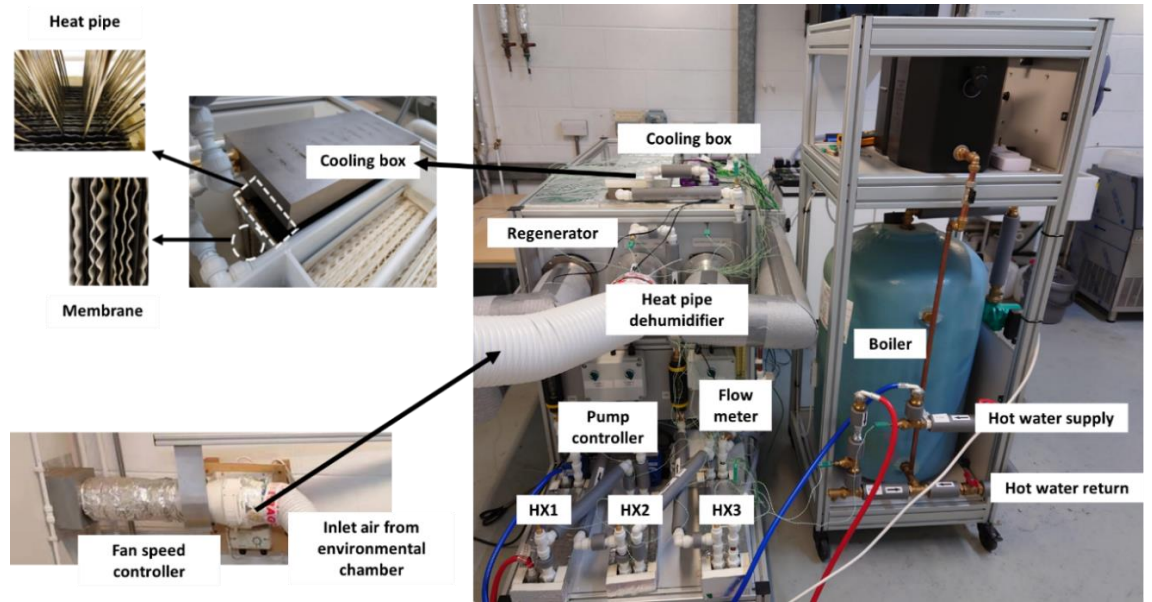 Heat pipe
Cooling box
Membrane
Cooling box
Regenerator
Heat pipe
dehumidifier
Boiler
Flow
meter
Pump
controller
Hot water supply
HX1
HX2
HX3
Hot water return
Fan speed
controller
Inlet air from
environmental
chamber